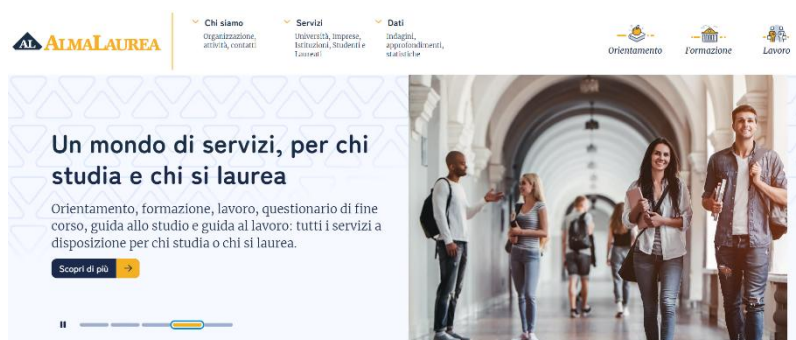 AL ALMALAUREA
Chi siamo
Organizzazione,
attività, contatti
Servizi
Università, Imprese,
Istituzioni, Studenti e
Laureati
Dati
Indagini,
approfondimenti,
statistiche
Orientamento
Formazione
Lavoro
Un mondo di servizi, per chi
studia e chi si laurea
Orientamento, formazione, lavoro, questionario di fine
corso, guida allo studio e guida al lavoro: tutti i servizi a
disposizione per chi studia o chi si laurea.
Scopri di più →